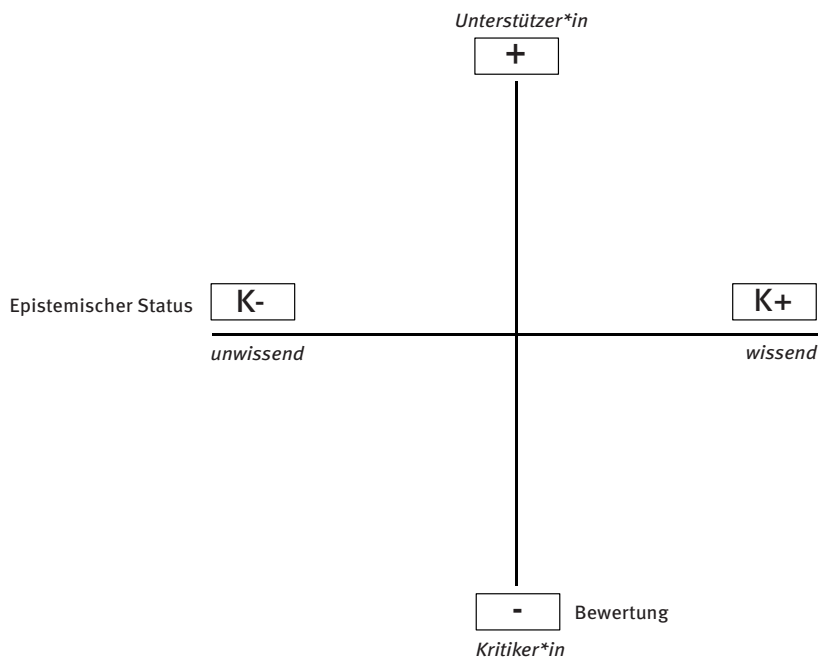 Unterstützer*in
+
Epistemischer Status
K-
K+
unwissend
wissend
-
Bewertung
Kritiker*in